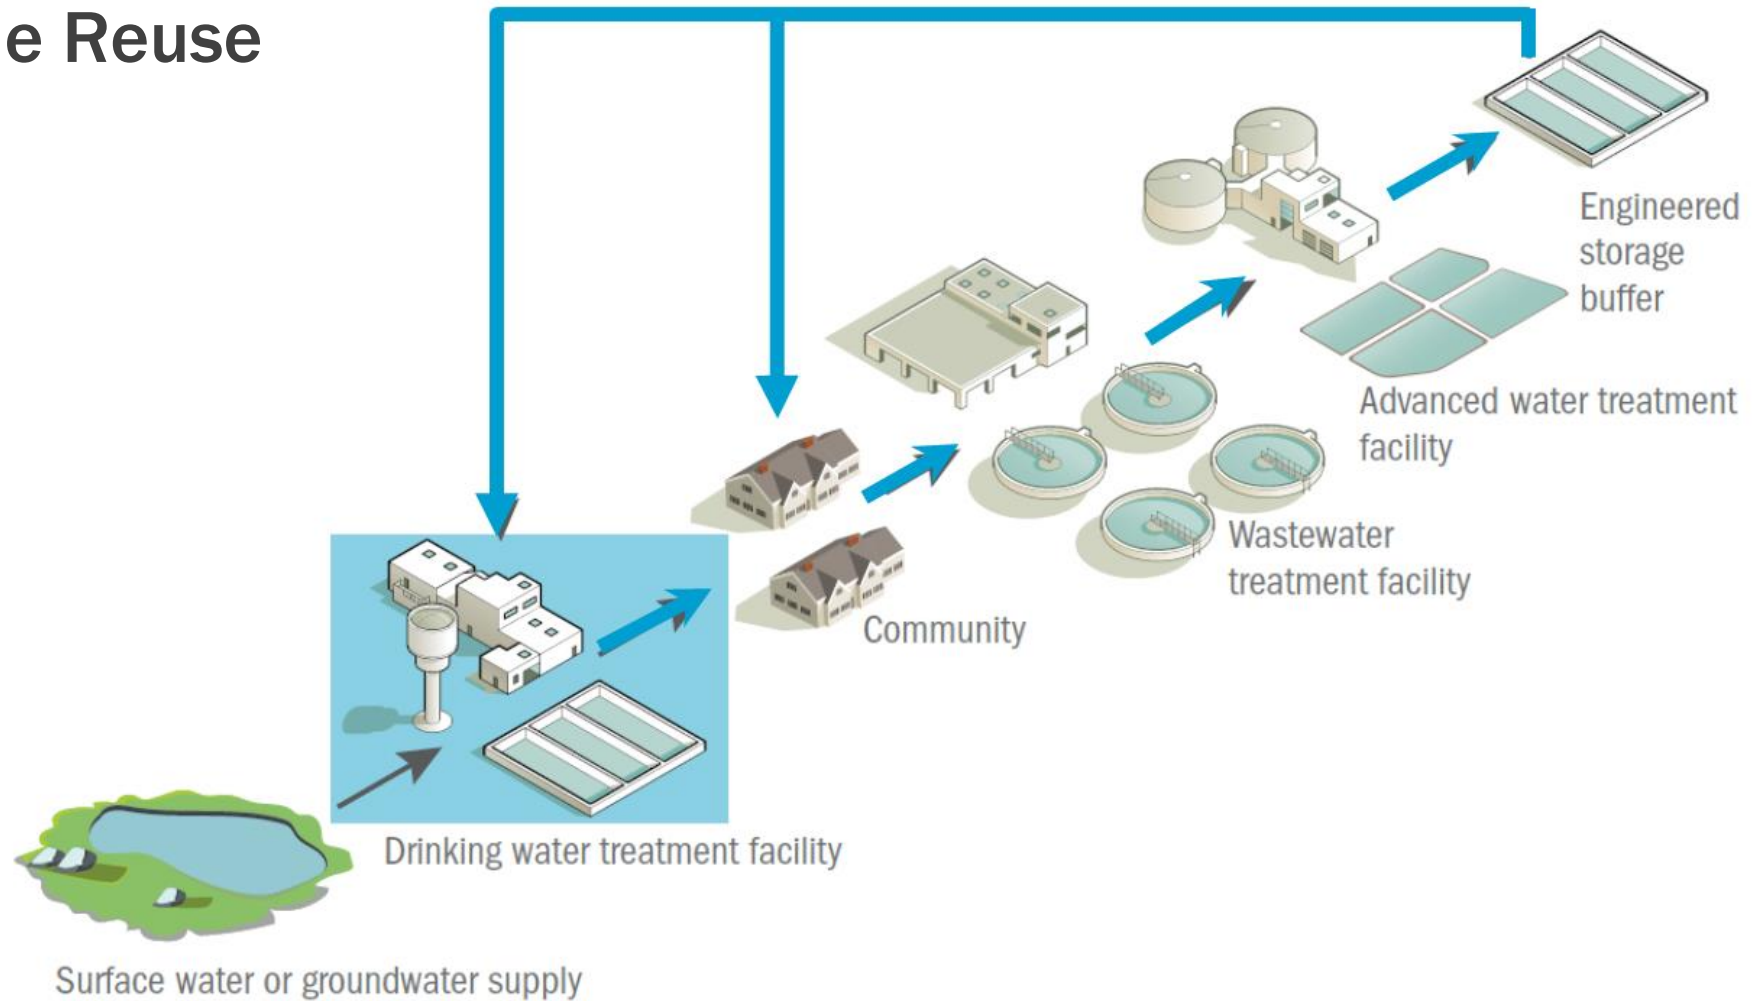 e Reuse
Engineered
storage
buffer
Advanced water treatment
facility
Wastewater
treatment facility
Community
Drinking water treatment facility
Surface water or groundwater supply